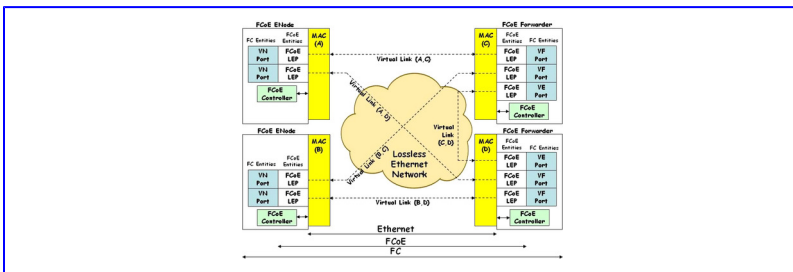 FCoE ENode
FC Entities
FCoE
Entities
MAC
(A)
VN
Port
FCoE
LEP
VN
Port
FCoE
LEP
FCoE
Controller
FCoE Forwarder
MAC
(C)
FCoE
Entities
FC Entities
FCoE
LEP
VF
Port
FCoE
LEP
VF
Port
FCoE
LEP
VE
Port
FCoE
Controller
Virtual Link (A,C)
Virtual Link (A,D)
Virtual Link (B,C)
Virtual
Link
(C,D)
Lossless
Ethernet
Network
Virtual Link (B,D)
FCoE ENode
FC Entities
FCoE
Entities
MAC
(B)
VN
Port
FCoE
LEP
VN
Port
FCoE
LEP
FCoE
Controller
FCoE Forwarder
MAC
(D)
FCoE
Entities
FC Entities
FCoE
LEP
VE
Port
FCoE
LEP
VF
Port
FCoE
LEP
VF
Port
FCoE
Controller
Ethernet
FCoE
FC